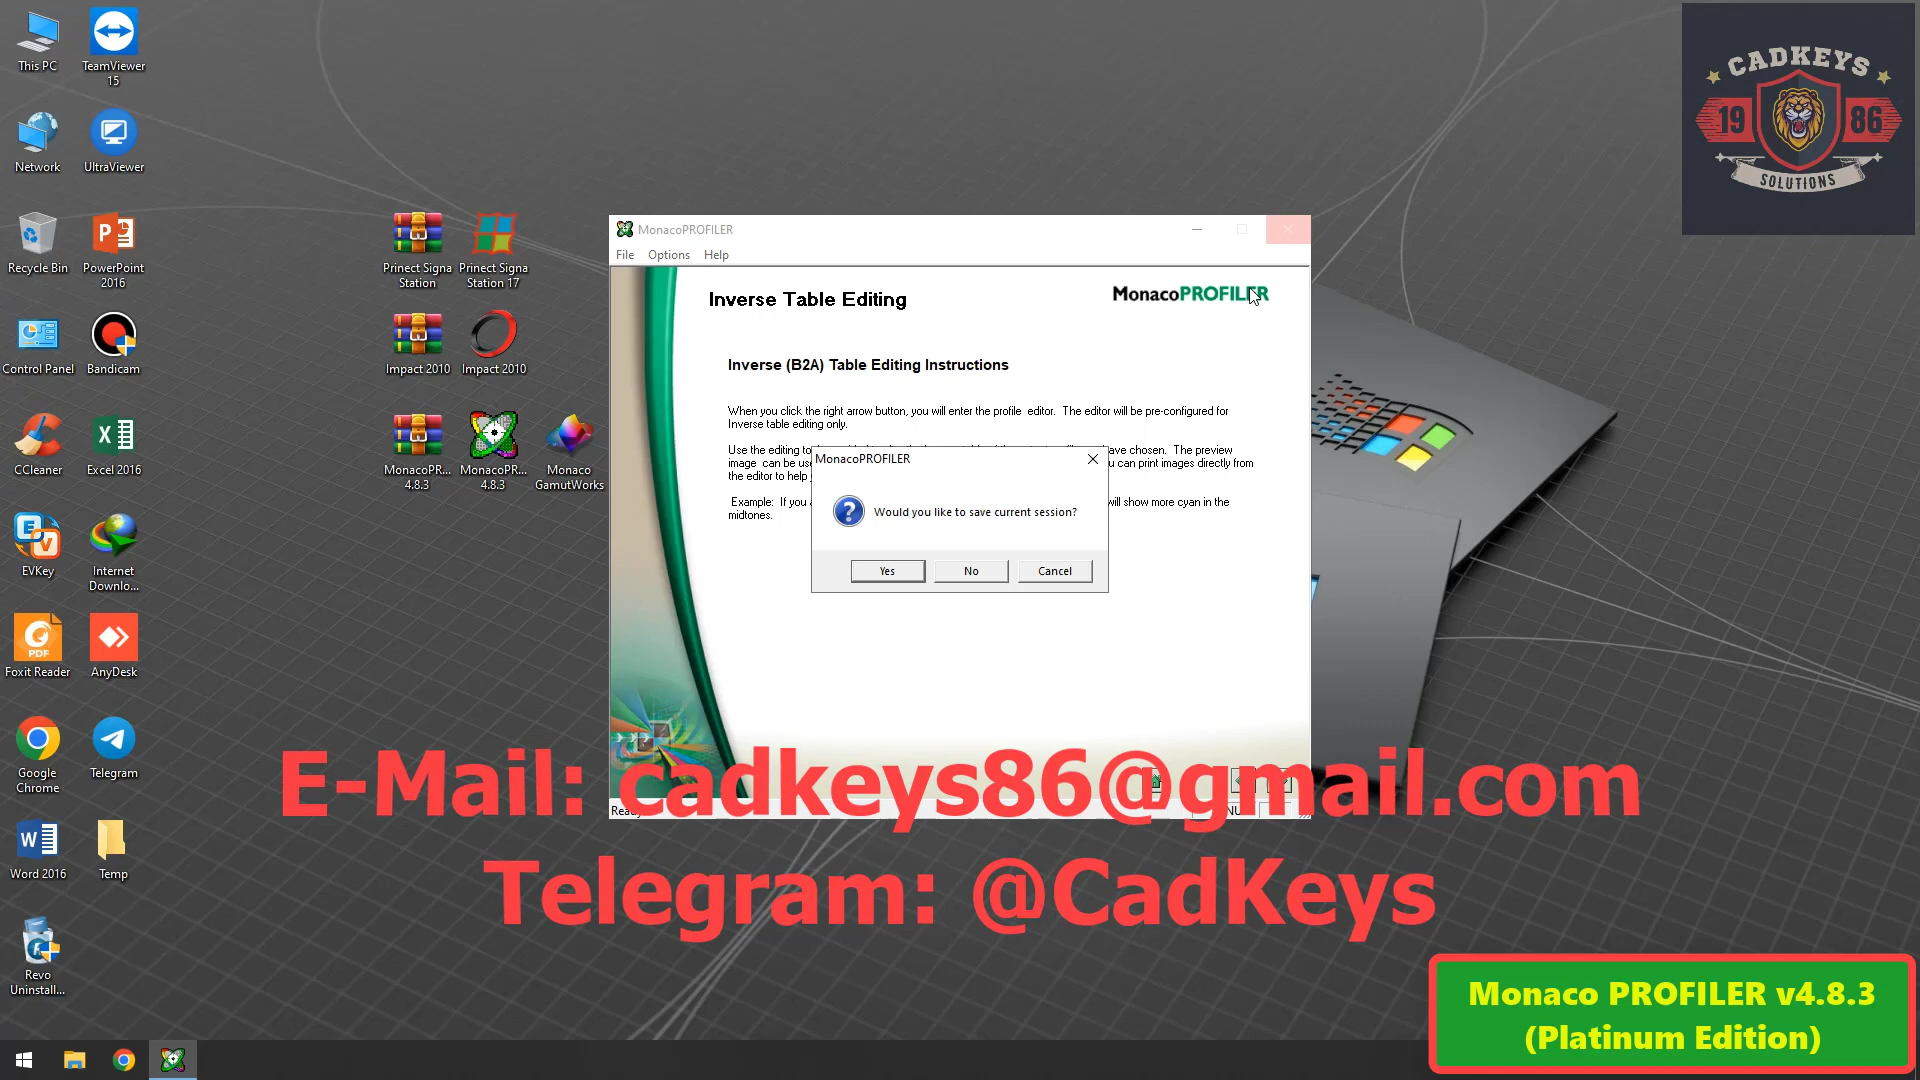 This PC
TeamViewer
15
Network
UltraViewer
Recycle Bin
PowerPoint
2016
Control Panel
Bandicam
CCleaner
Excel 2016
EVKey
Internet
Downlo...
Foxit Reader
AnyDesk
Google
Chrome
Telegram
Word 2016
Temp
Revo
Uninstall...
Prinect Signa
Station
Prinect Signa
Station 17
Impact 2010
Impact 2010
MonacoPR...
4.8.3
MonacoPR...
4.8.3
Monaco
GamutWorks
CADKEYS
19 86
SOLUTIONS
MonacoPROFILER
File Options Help
Inverse Table Editing
MonacoPROFILER
Inverse (B2A) Table Editing Instructions
When you click the right arrow button, you will enter the profile editor. The editor will be pre-configured for
Inverse table editing only.
Use the editing to
ave chosen. The preview
image can be use
u can print images directly from
the editor to help
Example: If you
will show more cyan in the
midtones.
MonacoPROFILER
Would you like to save current session?
Yes No Cancel
E-Mail: cadkeys86@gmail.com
Telegram: @CadKeys
Monaco PROFILER v4.8.3
(Platinum Edition)